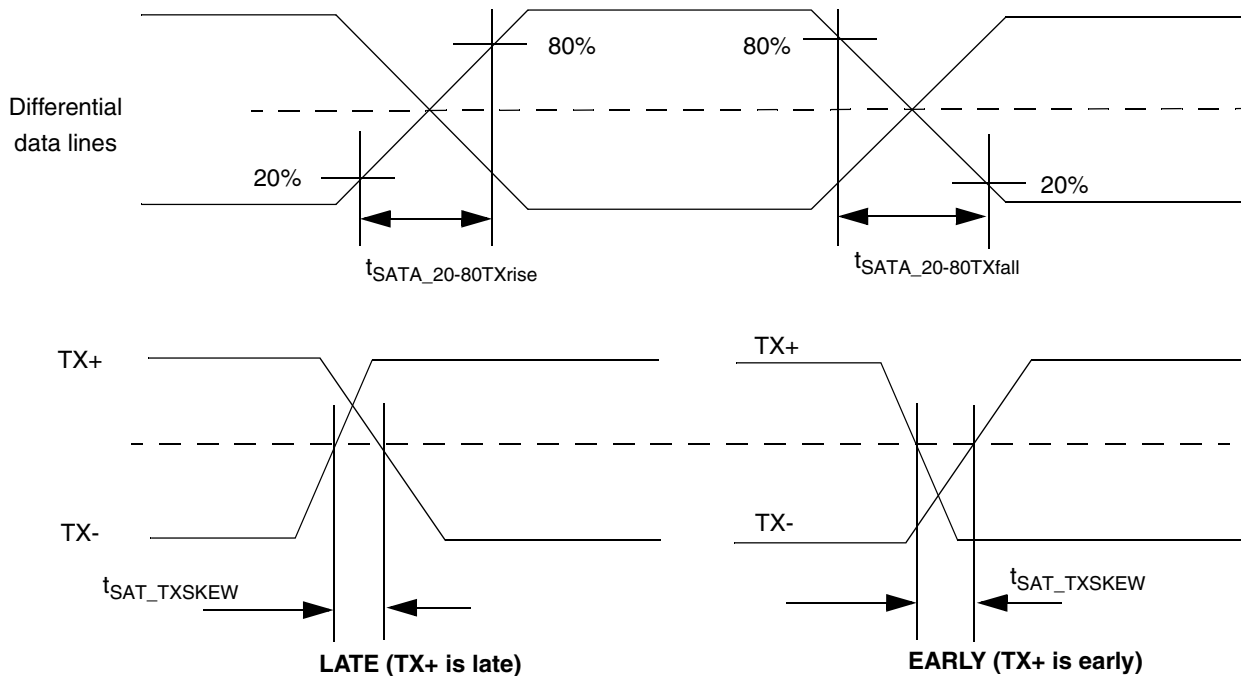 80%
80%
Differential
data lines
20%
20%
tSATA_20-80TXrise
tSATA_20-80TXfall
TX+
TX+
TX-
TX-
tSAT_TXSKEW
tSAT_TXSKEW
LATE (TX+ is late)
EARLY (TX+ is early)